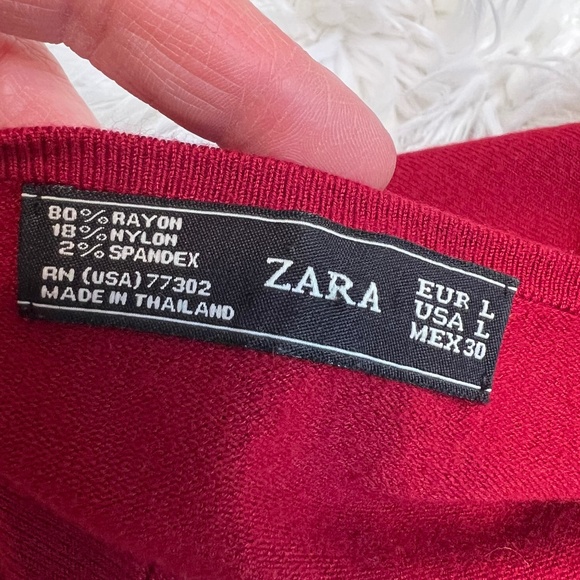 80% RAYON
18% NYLON
2% SPANDEX
RN (USA) 77302
MADE IN THAILAND
ZARA
EUR L
USA L
MEX 30